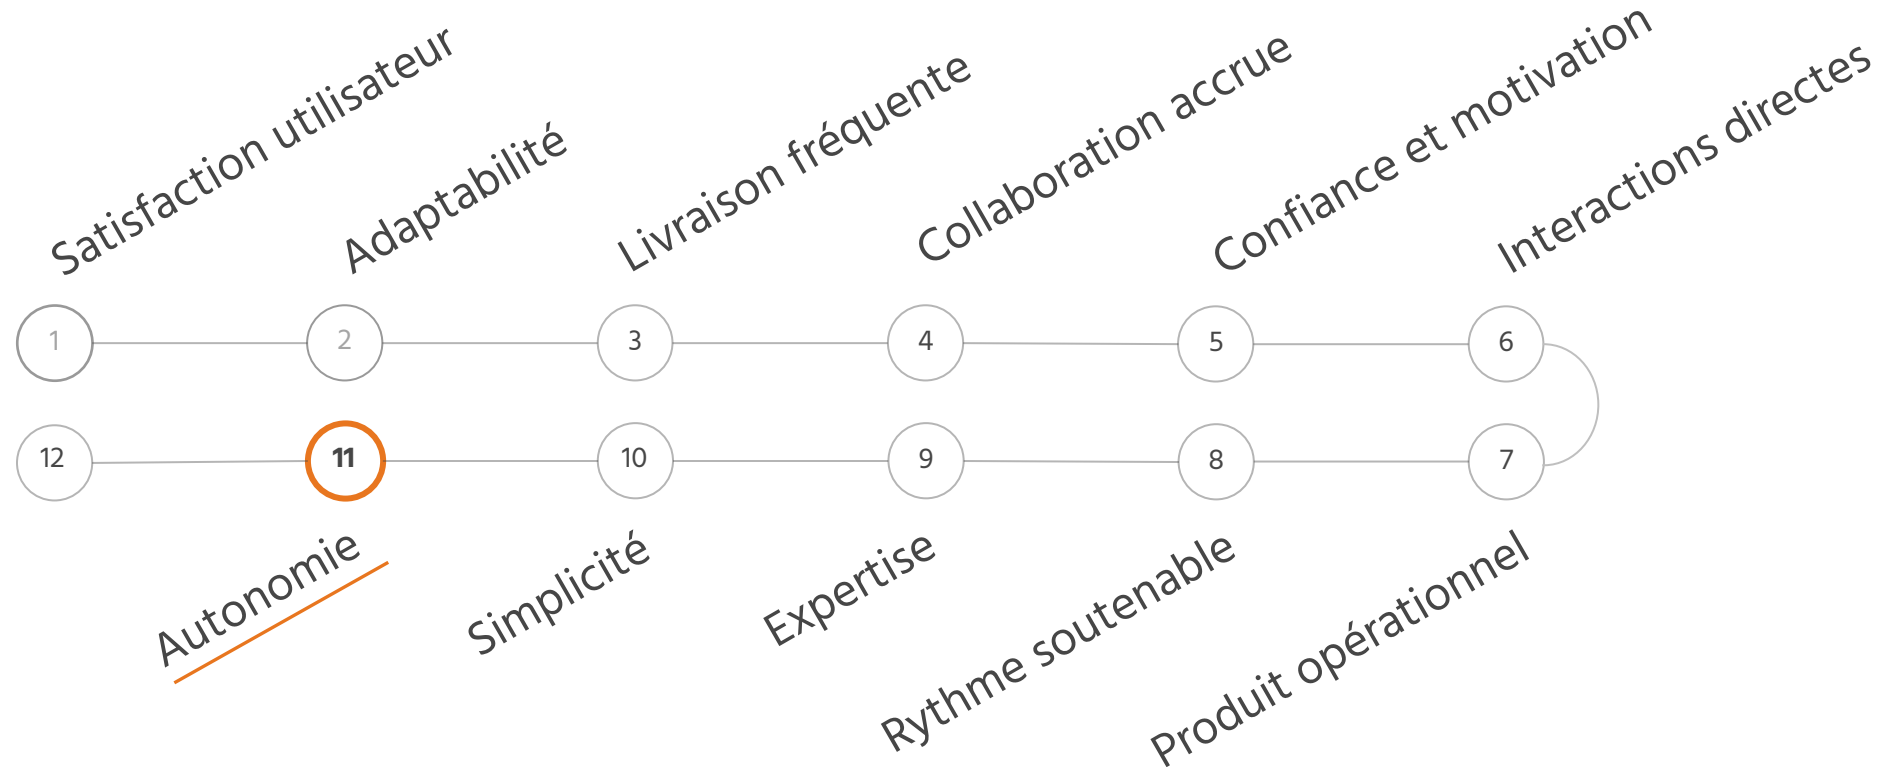 Satisfaction utilisateur
Adaptabilité
Livraison fréquente
Collaboration accrue
Confiance et motivation
Interactions directes
1
2
3
4
5
6
12
11
10
9
8
7
Autonomie
Simplicité
Expertise
Rythme soutenable
Produit opérationnel